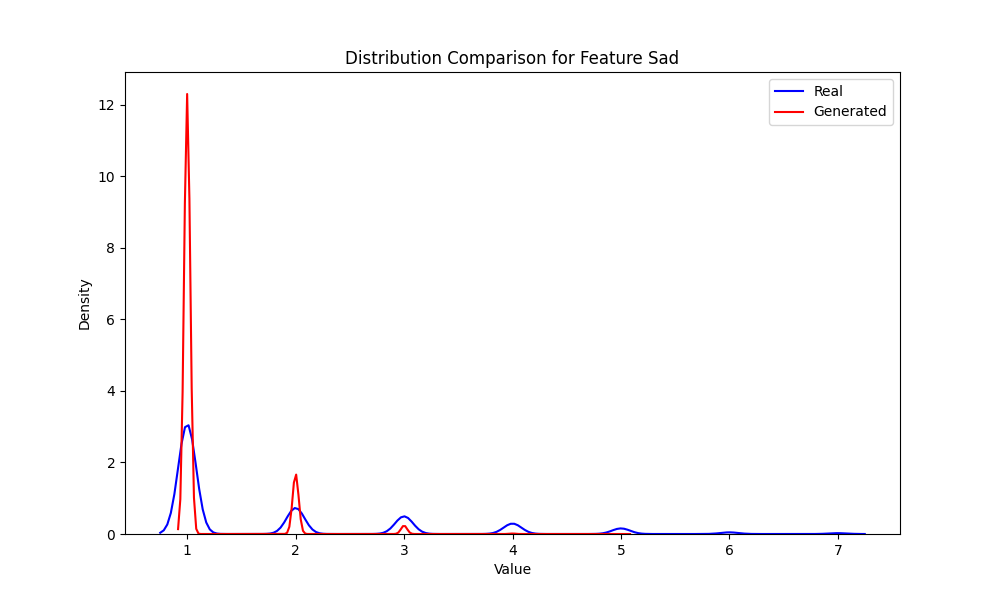 Distribution Comparison for Feature Sad
Real
Generated
12
10
8
6
4
2
0
Density
1 2 3 4 5 6 7
Value